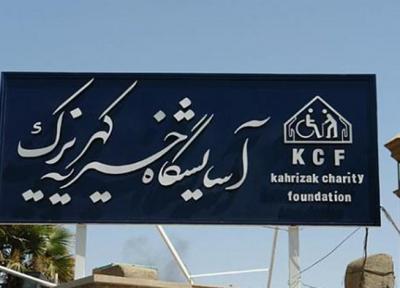 آسایشگاه خیریه کهریزک
KCF
kahrizak charity
foundation